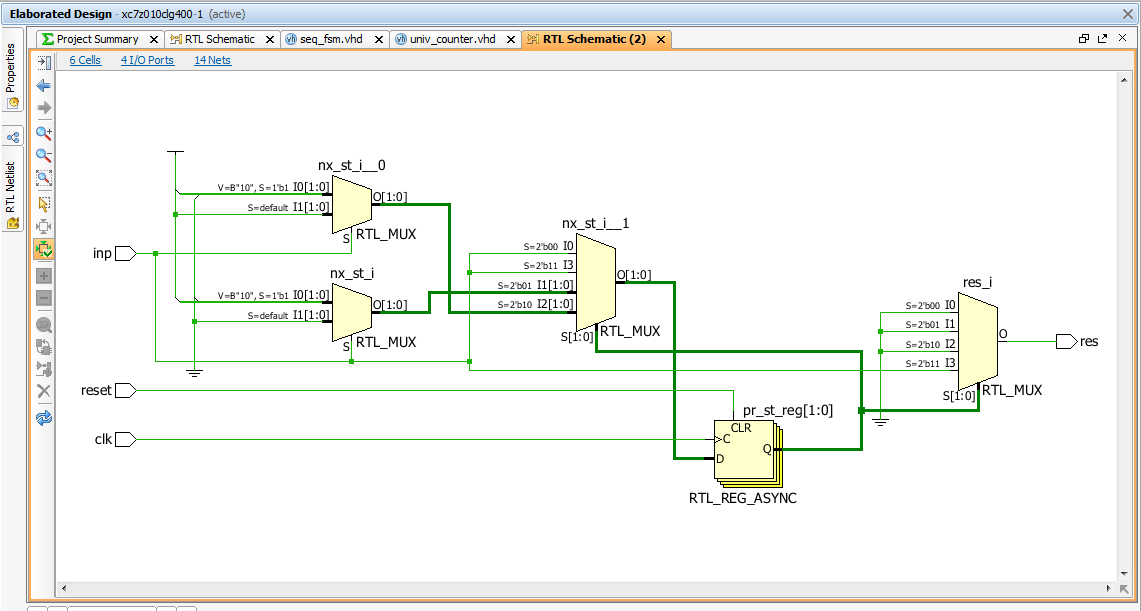 Elaborated Design - xc7z010clg400-1 (active)
Project Summary
RTL Schematic
seq_fsm.vhd
univ_counter.vhd
RTL Schematic (2)
Properties
RTL Netlist
6 Cells
4 I/O Ports
14 Nets
nx_st_i__0
V=B"10", S=1'b1 I0[1:0]
S=default I1[1:0]
O[1:0]
S
RTL_MUX
inp
nx_st_i
V=B"10", S=1'b1 I0[1:0]
S=default I1[1:0]
O[1:0]
S
RTL_MUX
nx_st_i__1
S=2'b00 I0
S=2'b11 I3
S=2'b01 I1[1:0]
S=2'b10 I2[1:0]
O[1:0]
S[1:0]
RTL_MUX
res_i
S=2'b00 I0
S=2'b01 I1
S=2'b10 I2
S=2'b11 I3
O
S[1:0]
RTL_MUX
res
reset
clk
pr_st_reg[1:0]
CLR
C
D
Q
RTL_REG_ASYNC